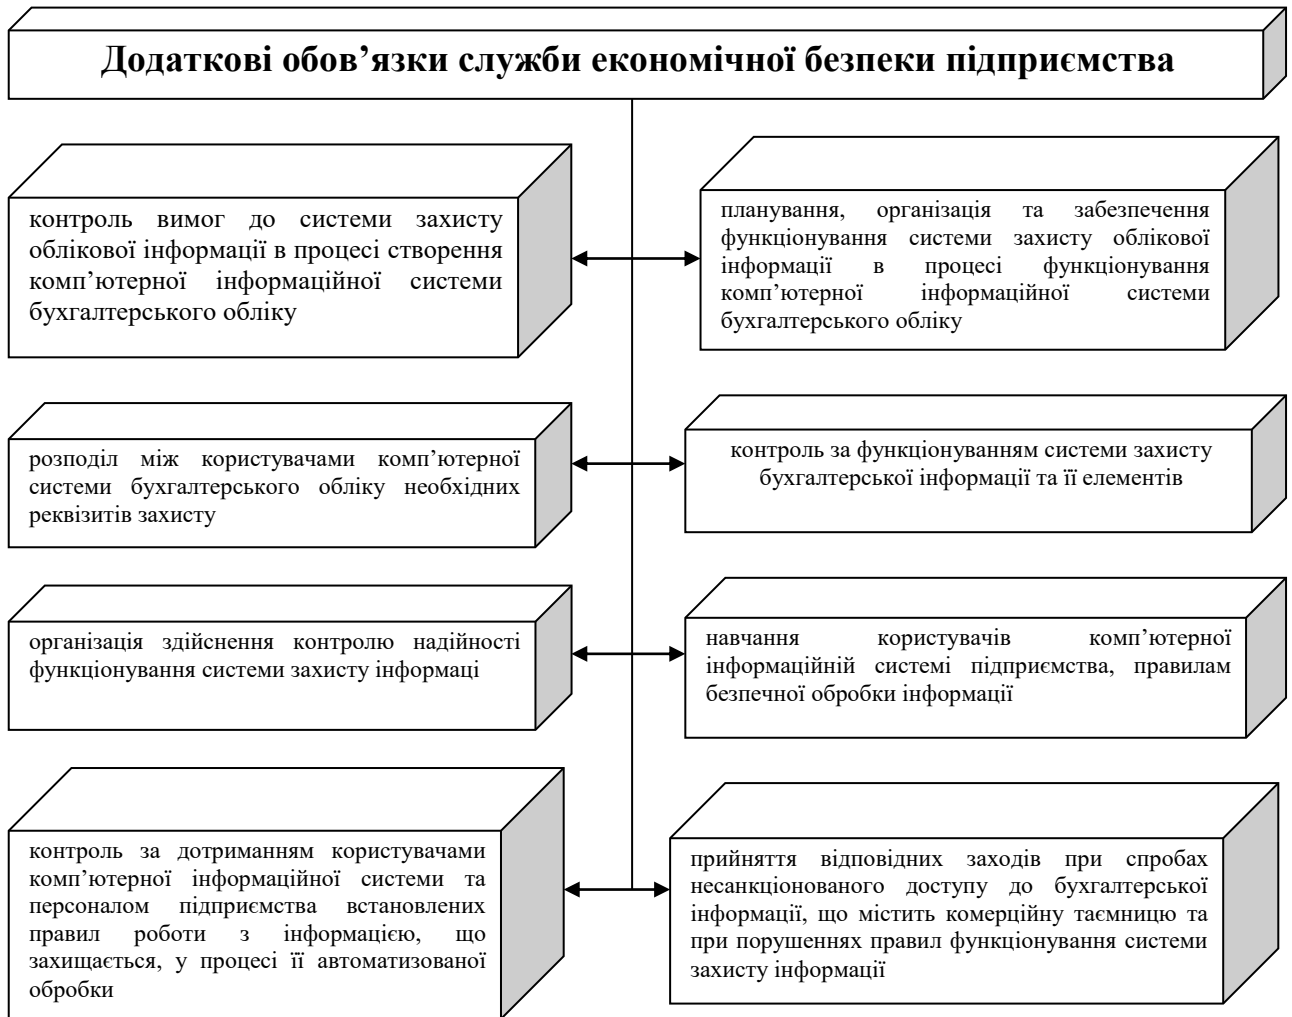 Додаткові обов’язки служби економічної безпеки підприємства
контроль вимог до системи захисту
облікової інформації в процесі створення
комп’ютерної інформаційної системи
бухгалтерського обліку
планування, організація та забезпечення
функціонування системи захисту облікової
інформації в процесі функціонування
комп’ютерної інформаційної системи
бухгалтерського обліку
розподіл між користувачами комп’ютерної
системи бухгалтерського обліку необхідних
реквізитів захисту
контроль за функціонуванням системи захисту
бухгалтерської інформації та її елементів
організація здійснення контролю надійності
функціонування системи захисту інформаці
навчання користувачів комп’ютерної
інформаційній системі підприємства, правилам
безпечної обробки інформації
контроль за дотриманням користувачами
комп’ютерної інформаційної системи та
персоналом підприємства встановлених
правил роботи з інформацією, що
захищається, у процесі її автоматизованої
обробки
прийняття відповідних заходів при спробах
несанкціонованого доступу до бухгалтерської
інформації, що містить комерційну таємницю та
при порушеннях правил функціонування системи
захисту інформації